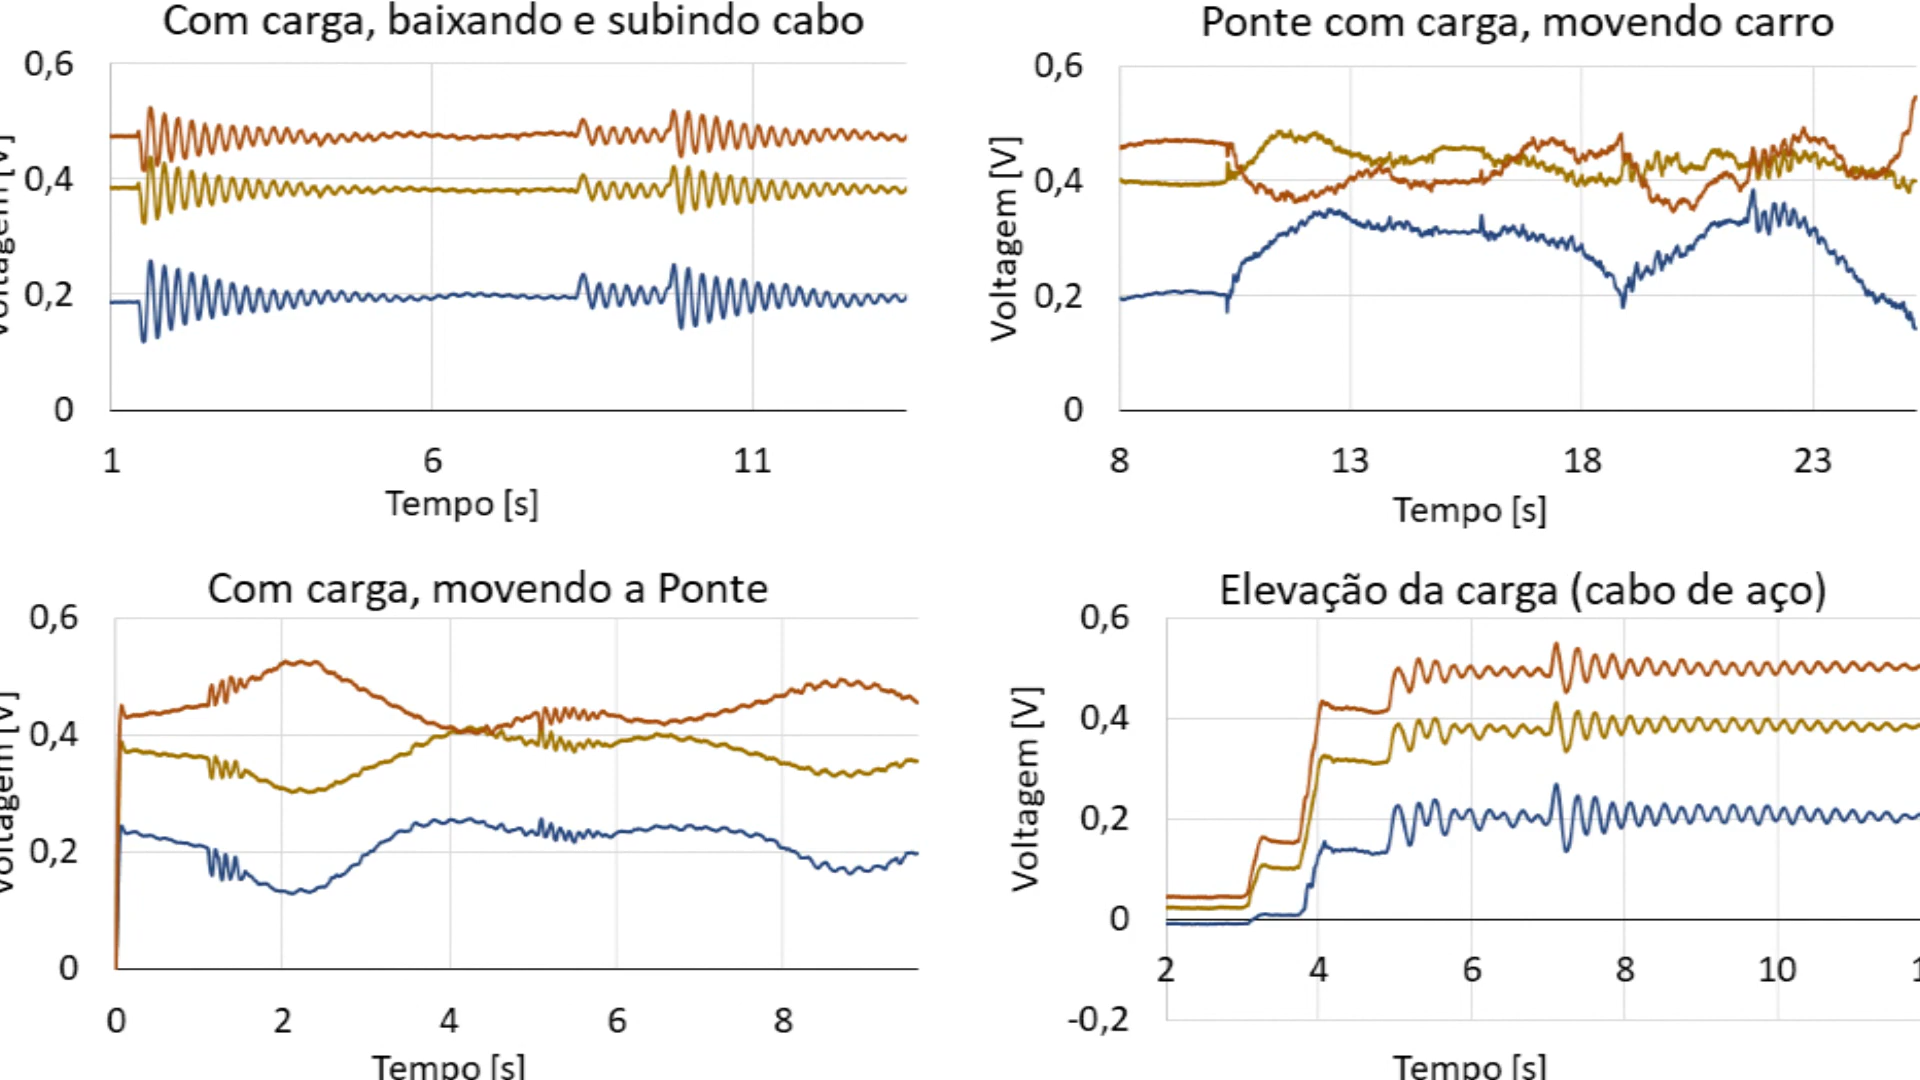 Com carga, baixando e subindo cabo
0,6
0,4
0,2
0
1 6 11
Tempo [s]
Ponte com carga, movendo carro
Voltagem [V]
0,6
0,4
0,2
0
8 13 18 23
Tempo [s]
Com carga, movendo a Ponte
0,6
0,4
0,2
0
0 2 4 6 8
Tempo [s]
Elevação da carga (cabo de aço)
Voltagem [V]
0,6
0,4
0,2
0
-0,2
2 4 6 8 10
Tempo [s]